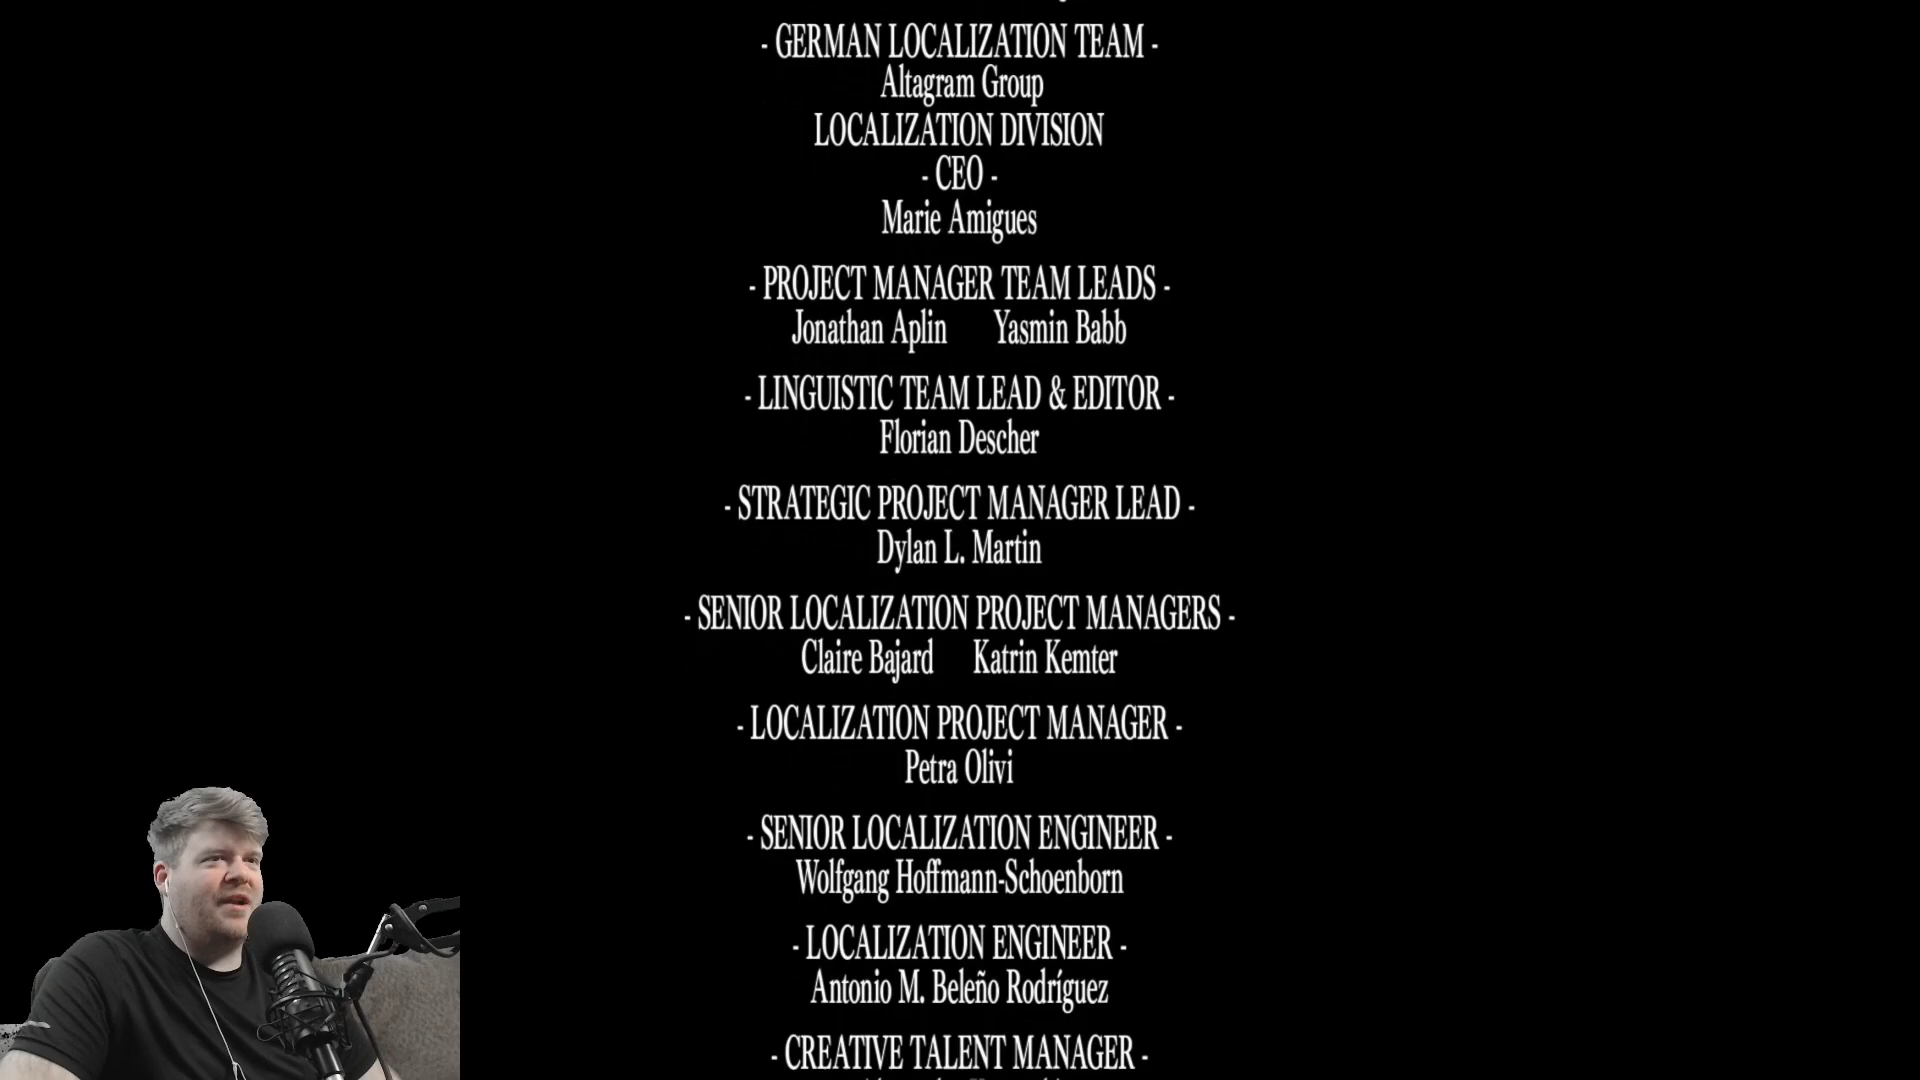 - GERMAN LOCALIZATION TEAM -
Altagram Group
LOCALIZATION DIVISION
- CEO -
Marie Amigues
- PROJECT MANAGER TEAM LEADS -
Jonathan Aplin Yasmin Babb
- LINGUISTIC TEAM LEAD & EDITOR -
Florian Descher
- STRATEGIC PROJECT MANAGER LEAD -
Dylan L. Martin
- SENIOR LOCALIZATION PROJECT MANAGERS -
Claire Bajard Katrin Kemter
- LOCALIZATION PROJECT MANAGER -
Petra Olivi
- SENIOR LOCALIZATION ENGINEER -
Wolfgang Hoffmann-Schoenborn
- LOCALIZATION ENGINEER -
Antonio M. Beleño Rodríguez
- CREATIVE TALENT MANAGER -